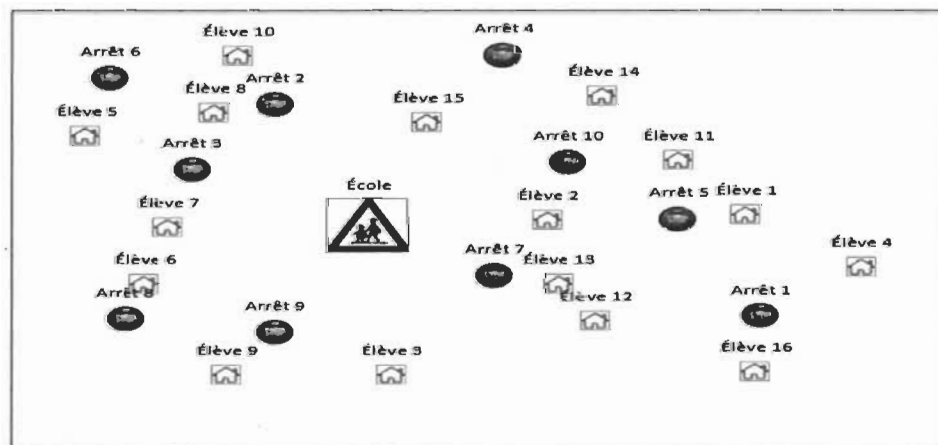 Élève 10
Arrêt 4
Arrêt 6
Élève 14
Arrêt 2
Élève 8
Élève 15
Élève 5
Arrêt 10
Élève 11
Arrêt 3
École
Arrêt 5
Élève 1
Élève 2
Élève 7
Élève 4
Arrêt 7
Élève 13
Élève 6
Arrêt 8
Arrêt 1
Élève 12
Arrêt 9
Élève 9
Élève 3
Élève 16